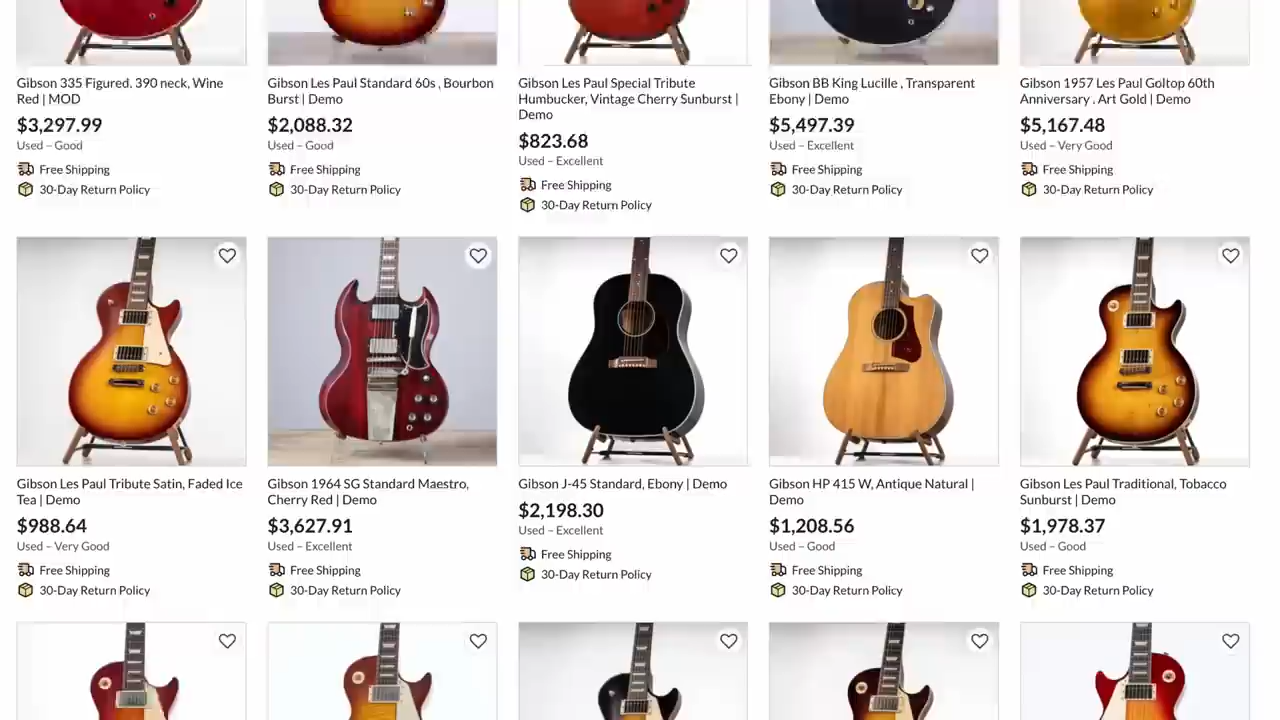 Gibson 335 Figured. 390 neck, Wine
Red | MOD
$3,297.99
Used – Good
Free Shipping
30-Day Return Policy
Gibson Les Paul Standard 60s , Bourbon
Burst | Demo
$2,088.32
Used – Good
Free Shipping
30-Day Return Policy
Gibson Les Paul Special Tribute
Humbucker, Vintage Cherry Sunburst |
Demo
$823.68
Used – Excellent
Free Shipping
30-Day Return Policy
Gibson BB King Lucille , Transparent
Ebony | Demo
$5,497.39
Used – Excellent
Free Shipping
30-Day Return Policy
Gibson 1957 Les Paul Goltop 60th
Anniversary . Art Gold | Demo
$5,167.48
Used – Very Good
Free Shipping
30-Day Return Policy
Gibson Les Paul Tribute Satin, Faded Ice
Tea | Demo
$988.64
Used – Very Good
Free Shipping
30-Day Return Policy
Gibson 1964 SG Standard Maestro,
Cherry Red | Demo
$3,627.91
Used – Excellent
Free Shipping
30-Day Return Policy
Gibson J-45 Standard, Ebony | Demo
$2,198.30
Used – Excellent
Free Shipping
30-Day Return Policy
Gibson HP 415 W, Antique Natural |
Demo
$1,208.56
Used – Good
Free Shipping
30-Day Return Policy
Gibson Les Paul Traditional, Tobacco
Sunburst | Demo
$1,978.37
Used – Good
Free Shipping
30-Day Return Policy